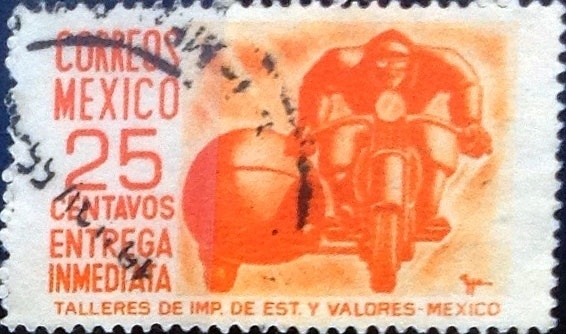 CORREOS
MEXICO
25
CENTAVOS
ENTREGA
INMEDIATA
TALLERES DE IMP. DE EST. Y VALORES-MEXICO